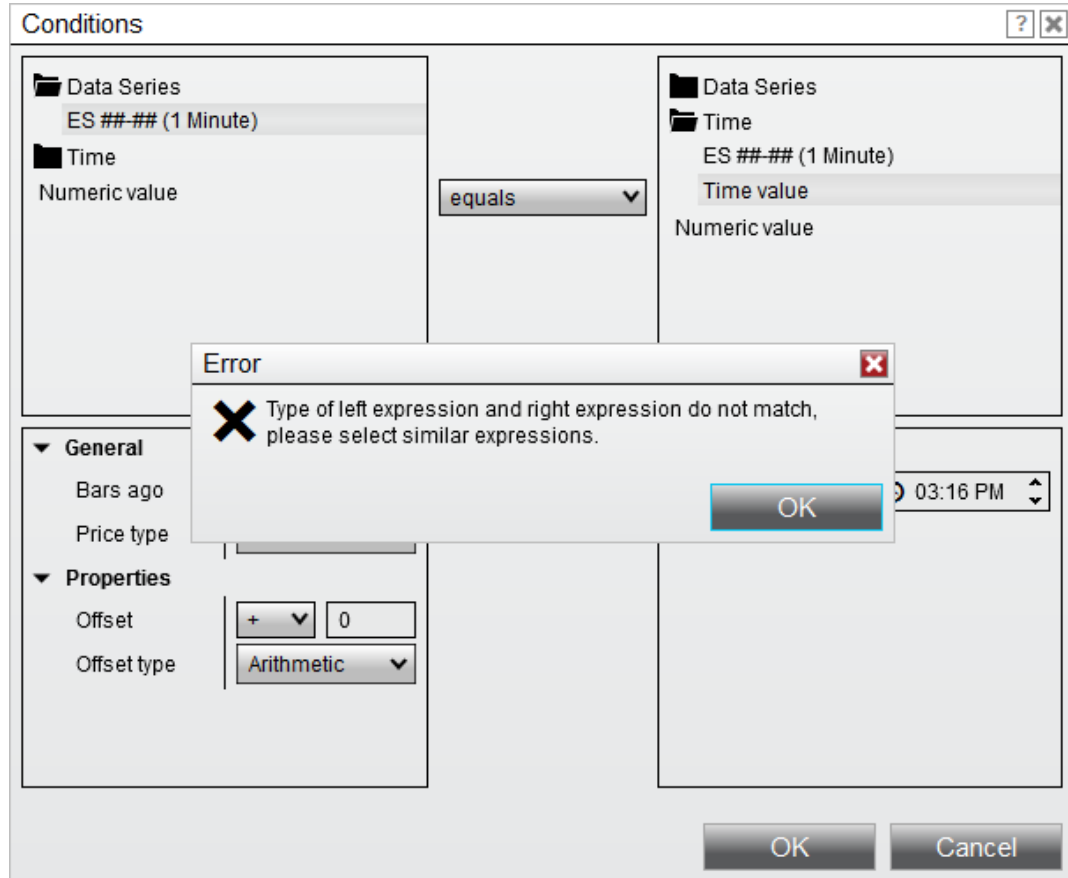 Conditions
?
Data Series
ES ##-## (1 Minute)
Time
Numeric value
equals
Data Series
Time
ES ##-## (1 Minute)
Time value
Numeric value
Error
Type of left expression and right expression do not match,
please select similar expressions.
OK
General
Bars ago
Price type
Properties
Offset
+
0
Offset type
Arithmetic
03:16 PM
OK
Cancel